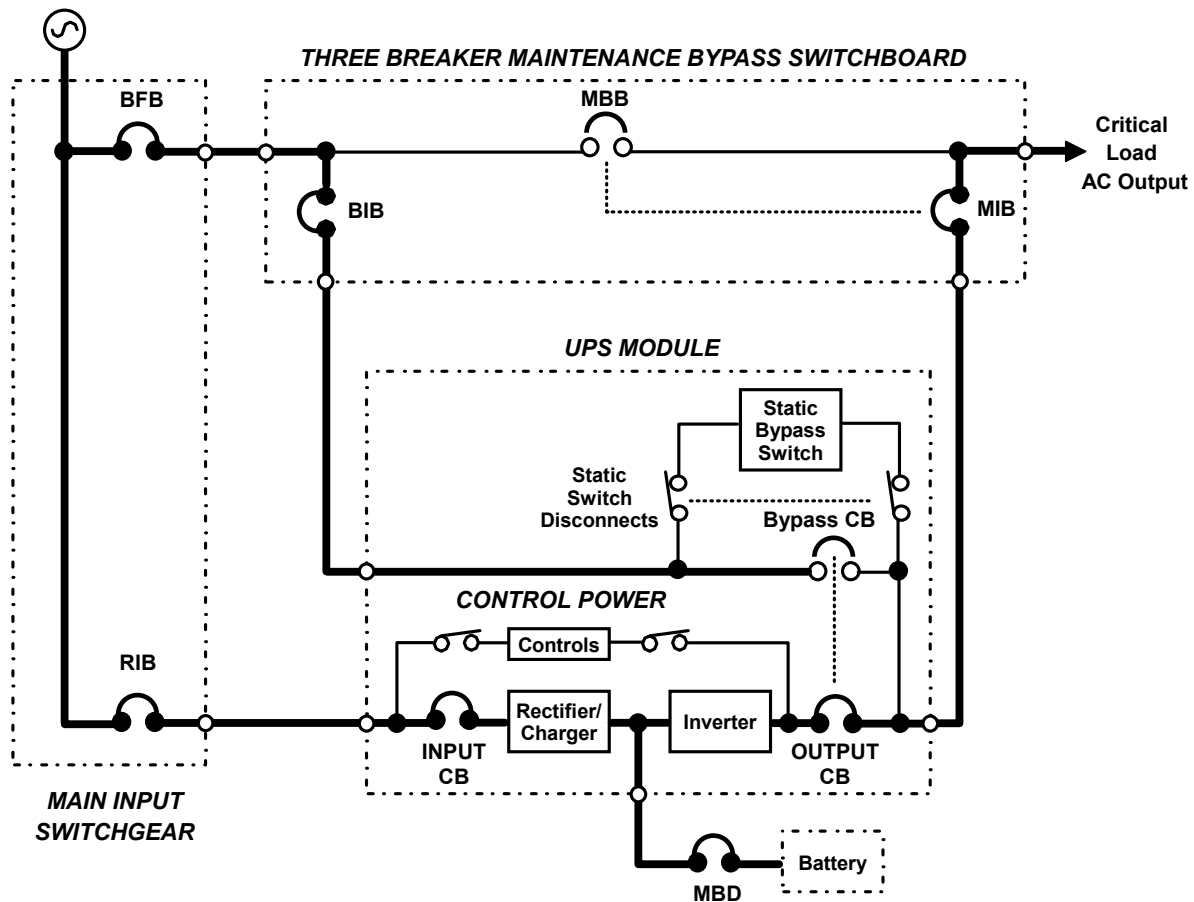 THREE BREAKER MAINTENANCE BYPASS SWITCHBOARD
BFB
MBB
Critical
Load
AC Output
BIB
MIB
UPS MODULE
Static
Bypass
Switch
Static
Switch
Disconnects
Bypass CB
CONTROL POWER
Controls
RIB
Rectifier/
Charger
Inverter
INPUT
CB
OUTPUT
CB
MAIN INPUT
SWITCHGEAR
Battery
MBD